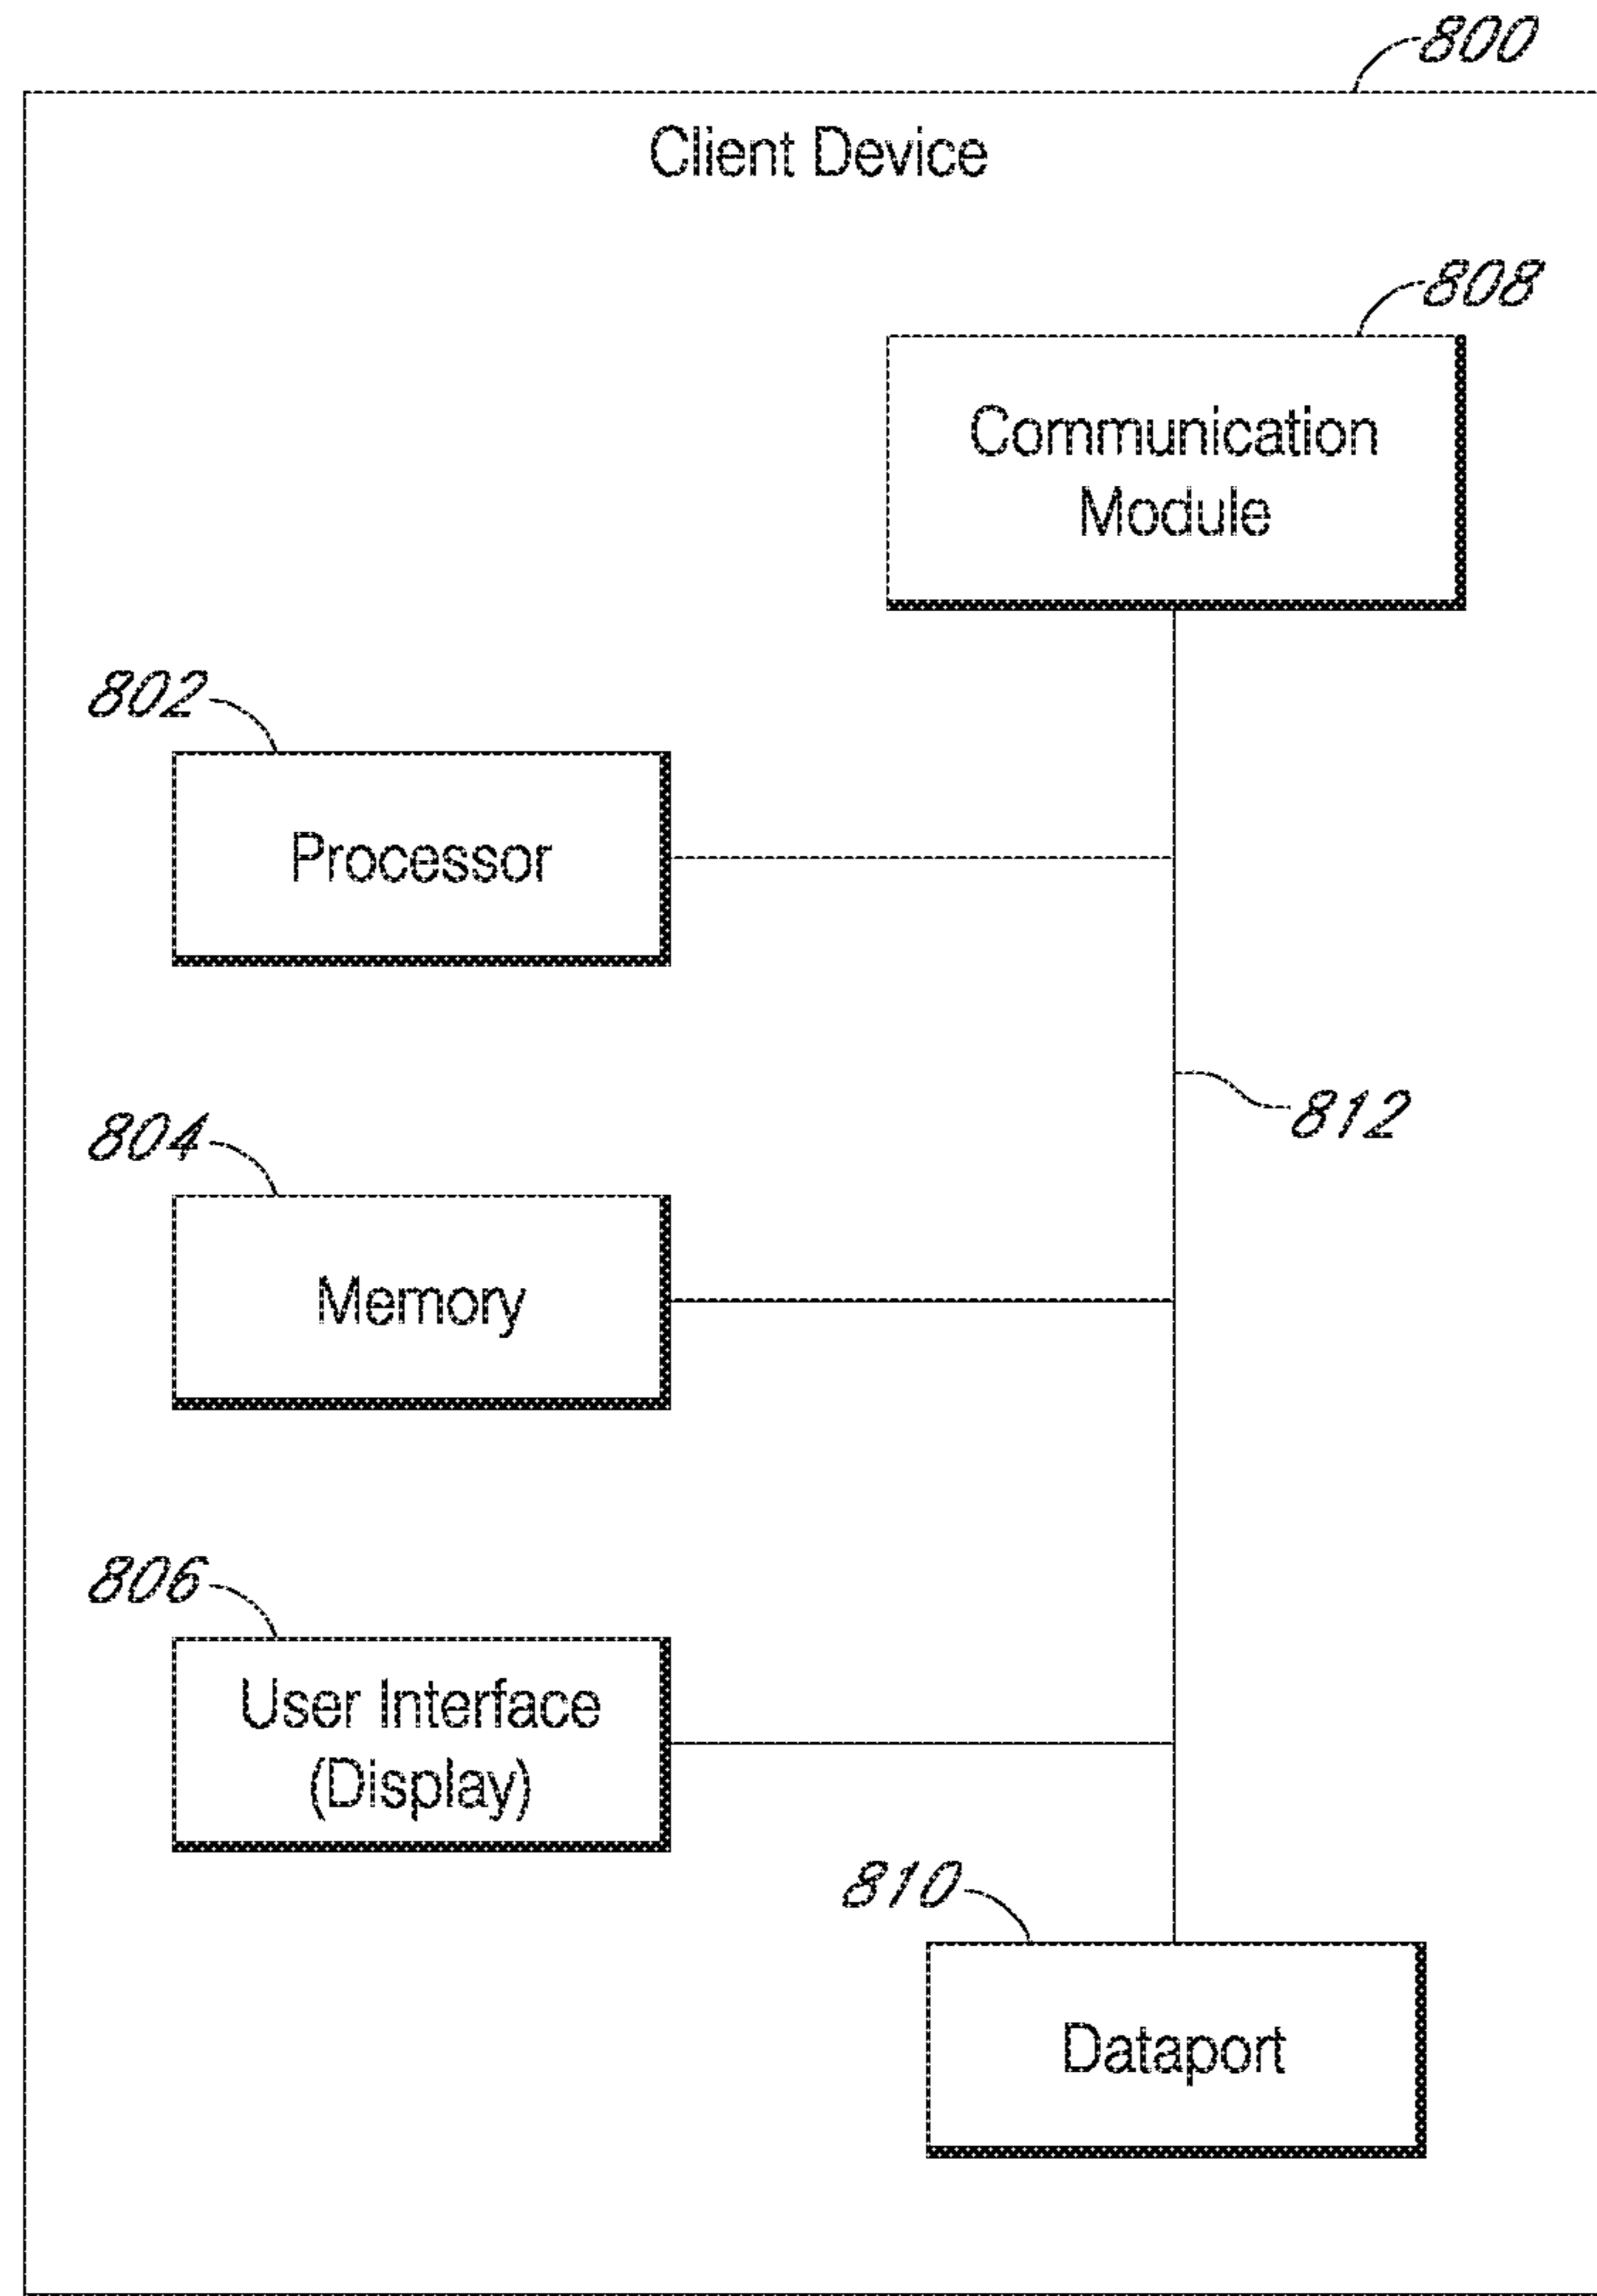 800
Client Device
808
Communication
Module
802
Processor
812
804
Memory
806
User Interface
(Display)
810
Dataport